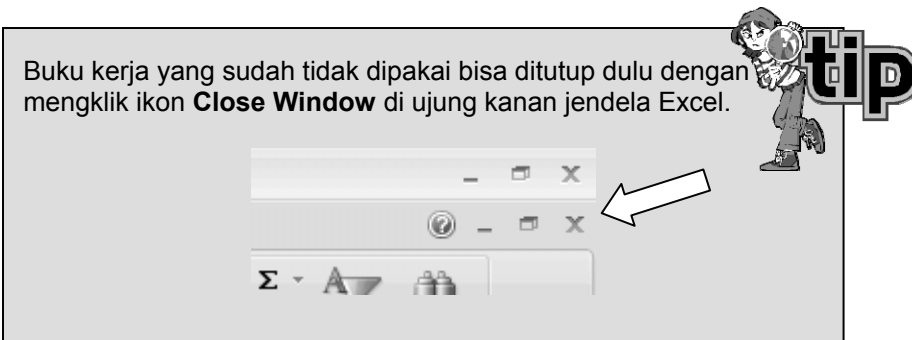 tip
Buku kerja yang sudah tidak dipakai bisa ditutup dulu dengan
mengklik ikon Close Window di ujung kanan jendela Excel.
Σ
A